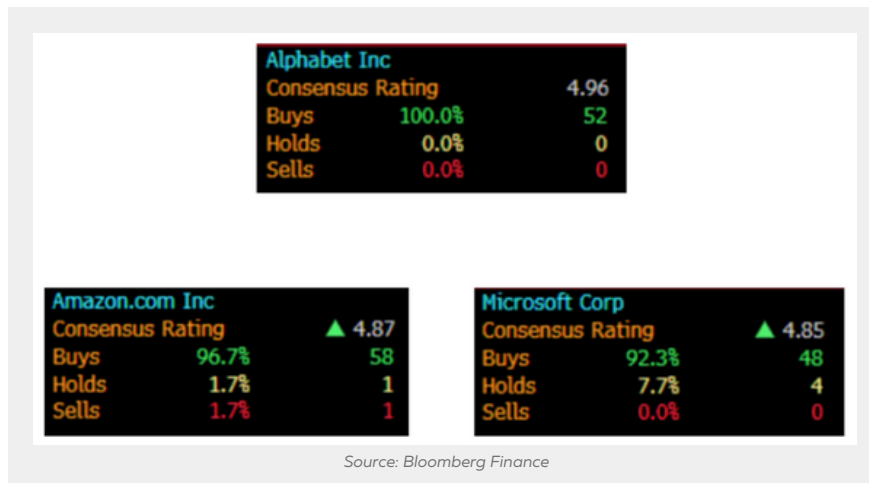 Alphabet Inc
Consensus Rating 4.96
Buys 100.0% 52
Holds 0.0% 0
Sells 0.0% 0
Amazon.com Inc
Consensus Rating ▲ 4.87
Buys 96.7% 58
Holds 1.7% 1
Sells 1.7% 1
Microsoft Corp
Consensus Rating ▲ 4.85
Buys 92.3% 48
Holds 7.7% 4
Sells 0.0% 0
Source: Bloomberg Finance